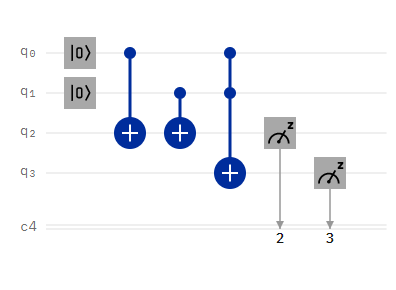 q₀ |0⟩
q₁ |0⟩
q₂ z
q₃ z
c4
2 3